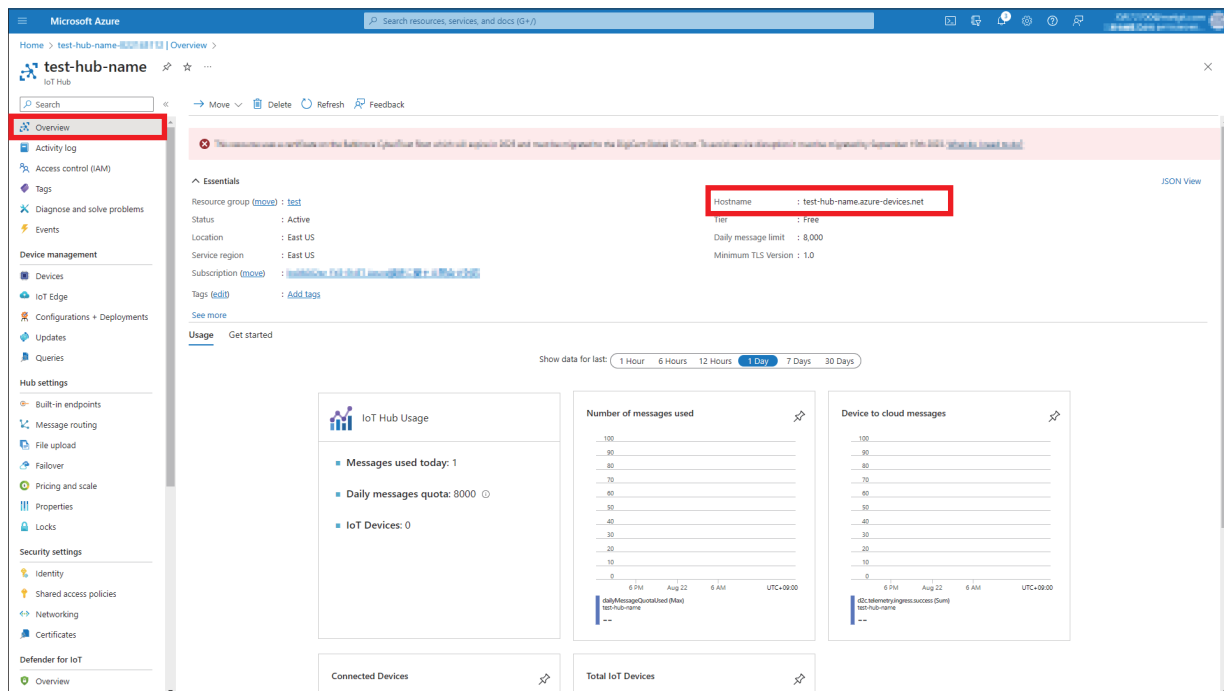 Microsoft Azure
Search resources, services, and docs (G+/)
3
Home > test-hub-name- | Overview >
test-hub-name
IoT Hub
Search
Move
Delete
Refresh
Feedback
Overview
Activity log
Access control (IAM)
Tags
Diagnose and solve problems
Events
Device management
Devices
IoT Edge
Configurations + Deployments
Updates
Queries
Hub settings
Built-in endpoints
Message routing
File upload
Failover
Pricing and scale
Properties
Locks
Security settings
Identity
Shared access policies
Networking
Certificates
Defender for IoT
Overview
Essentials
JSON View
Resource group (move) : test
Status : Active
Location : East US
Service region : East US
Subscription (move) :
Tags (edit) : Add tags
See more
Hostname : test-hub-name.azure-devices.net
Tier : Free
Daily message limit : 8,000
Minimum TLS Version : 1.0
Usage Get started
Show data for last: 1 Hour 6 Hours 12 Hours 1 Day 7 Days 30 Days
IoT Hub Usage
Messages used today: 1
Daily messages quota: 8000
IoT Devices: 0
Number of messages used
100
90
80
70
60
50
40
30
20
10
0
6 PM Aug 22 6 AM UTC+09:00
dailyMessageQuotaUsed (Max)
test-hub-name
--
Device to cloud messages
100
90
80
70
60
50
40
30
20
10
0
6 PM Aug 22 6 AM UTC+09:00
d2c.telemetry.ingress.success (Sum)
test-hub-name
--
Connected Devices
Total IoT Devices